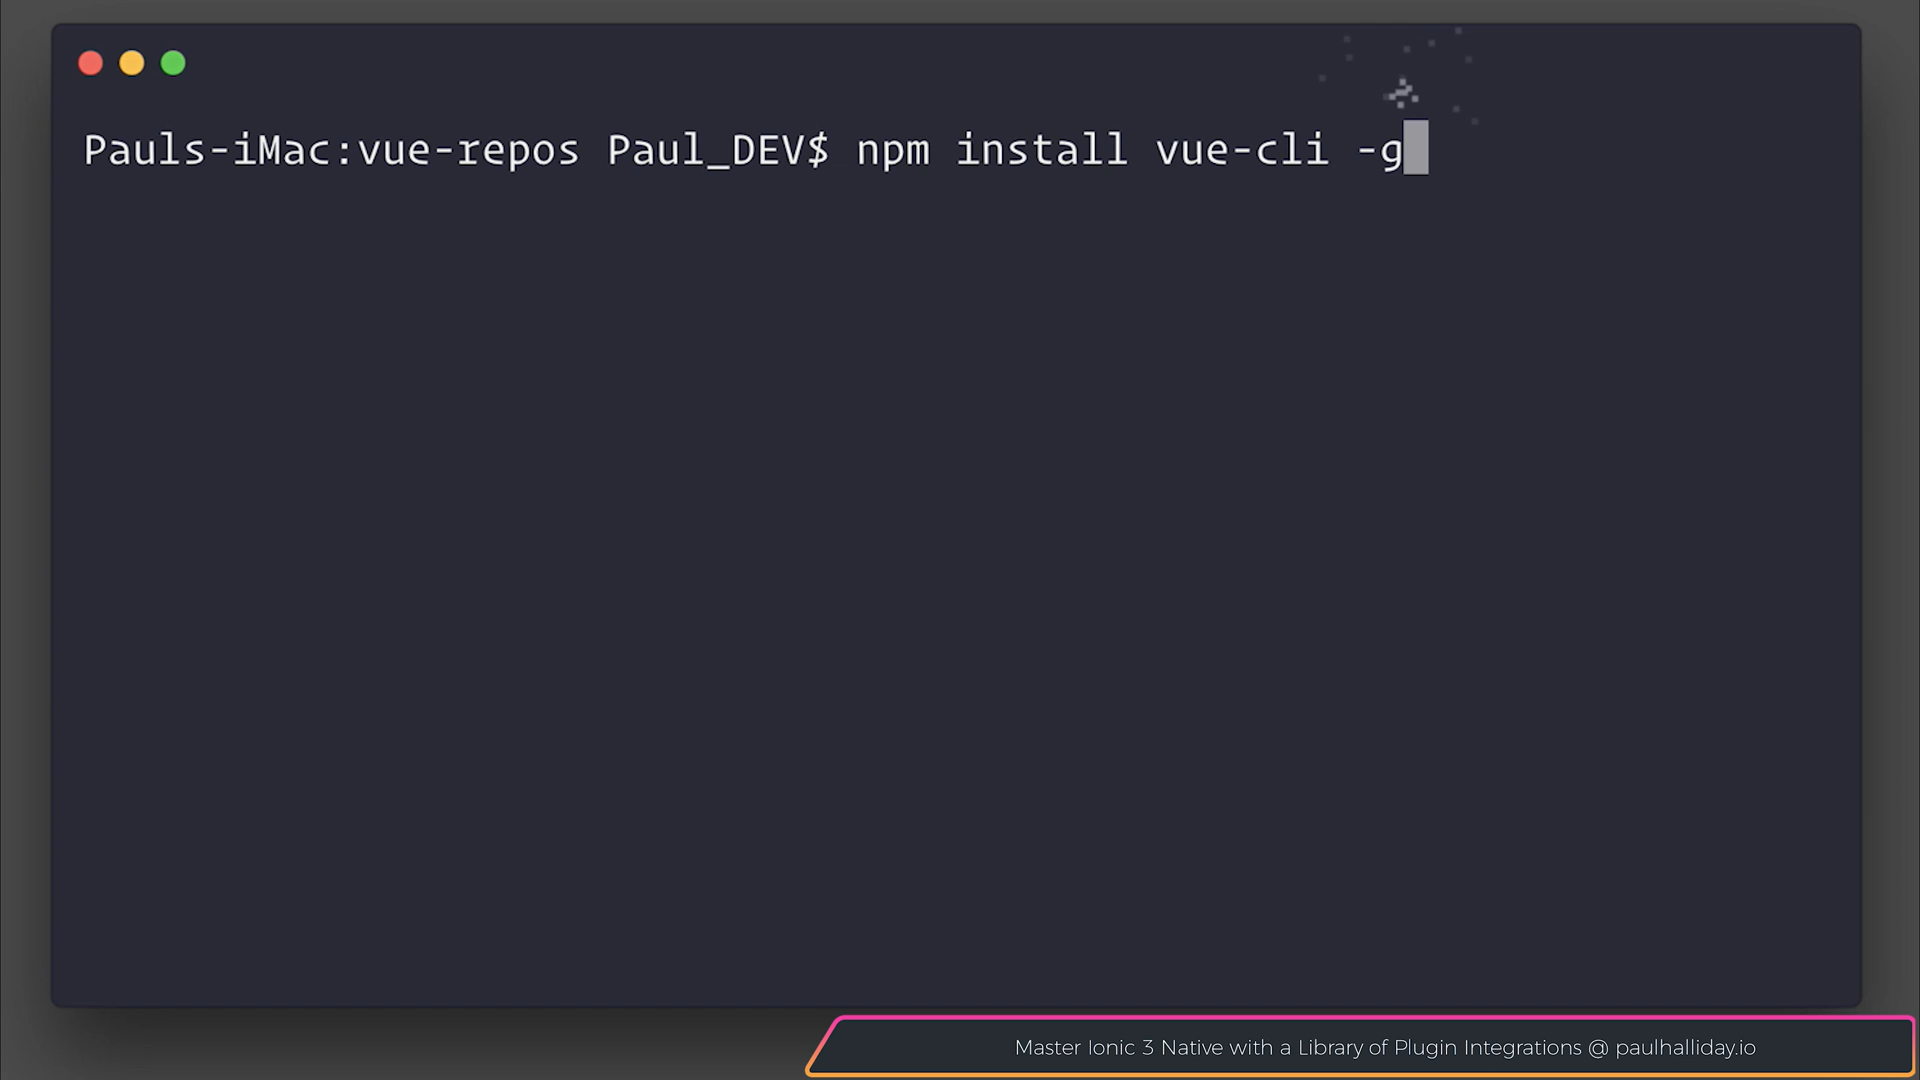 Pauls-iMac:vue-repos Paul_DEV$ npm install vue-cli -g
Master Ionic 3 Native with a Library of Plugin Integrations @ paulhalliday.io